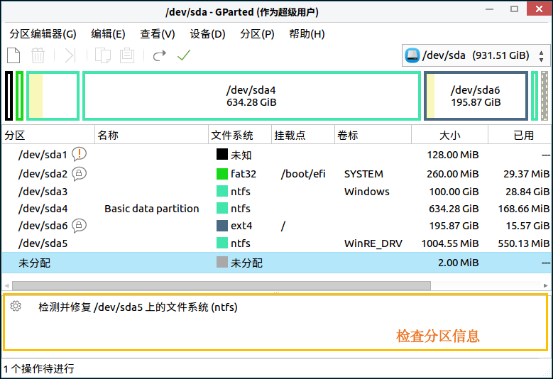 /dev/sda - GParted (作为超级用户)
分区编辑器(G) 编辑(E) 查看(V) 设备(D) 分区(P) 帮助(H)
/dev/sda (931.51 GiB)
/dev/sda4 /dev/sda6
634.28 GiB 195.87 GiB
分区 名称 文件系统 挂载点 卷标 大小 已用
/dev/sda1 未知 128.00 MiB —
/dev/sda2 fat32 /boot/efi SYSTEM 260.00 MiB 29.37 MiB
/dev/sda3 ntfs Windows 100.00 GiB 28.84 GiB
/dev/sda4 Basic data partition ntfs 634.28 GiB 168.66 MiB
/dev/sda6 ext4 / 195.87 GiB 15.57 GiB
/dev/sda5 ntfs WinRE_DRV 1004.55 MiB 550.13 MiB
未分配 未分配 2.00 MiB —
检测并修复 /dev/sda5 上的文件系统 (ntfs)
检查分区信息
1 个操作待进行